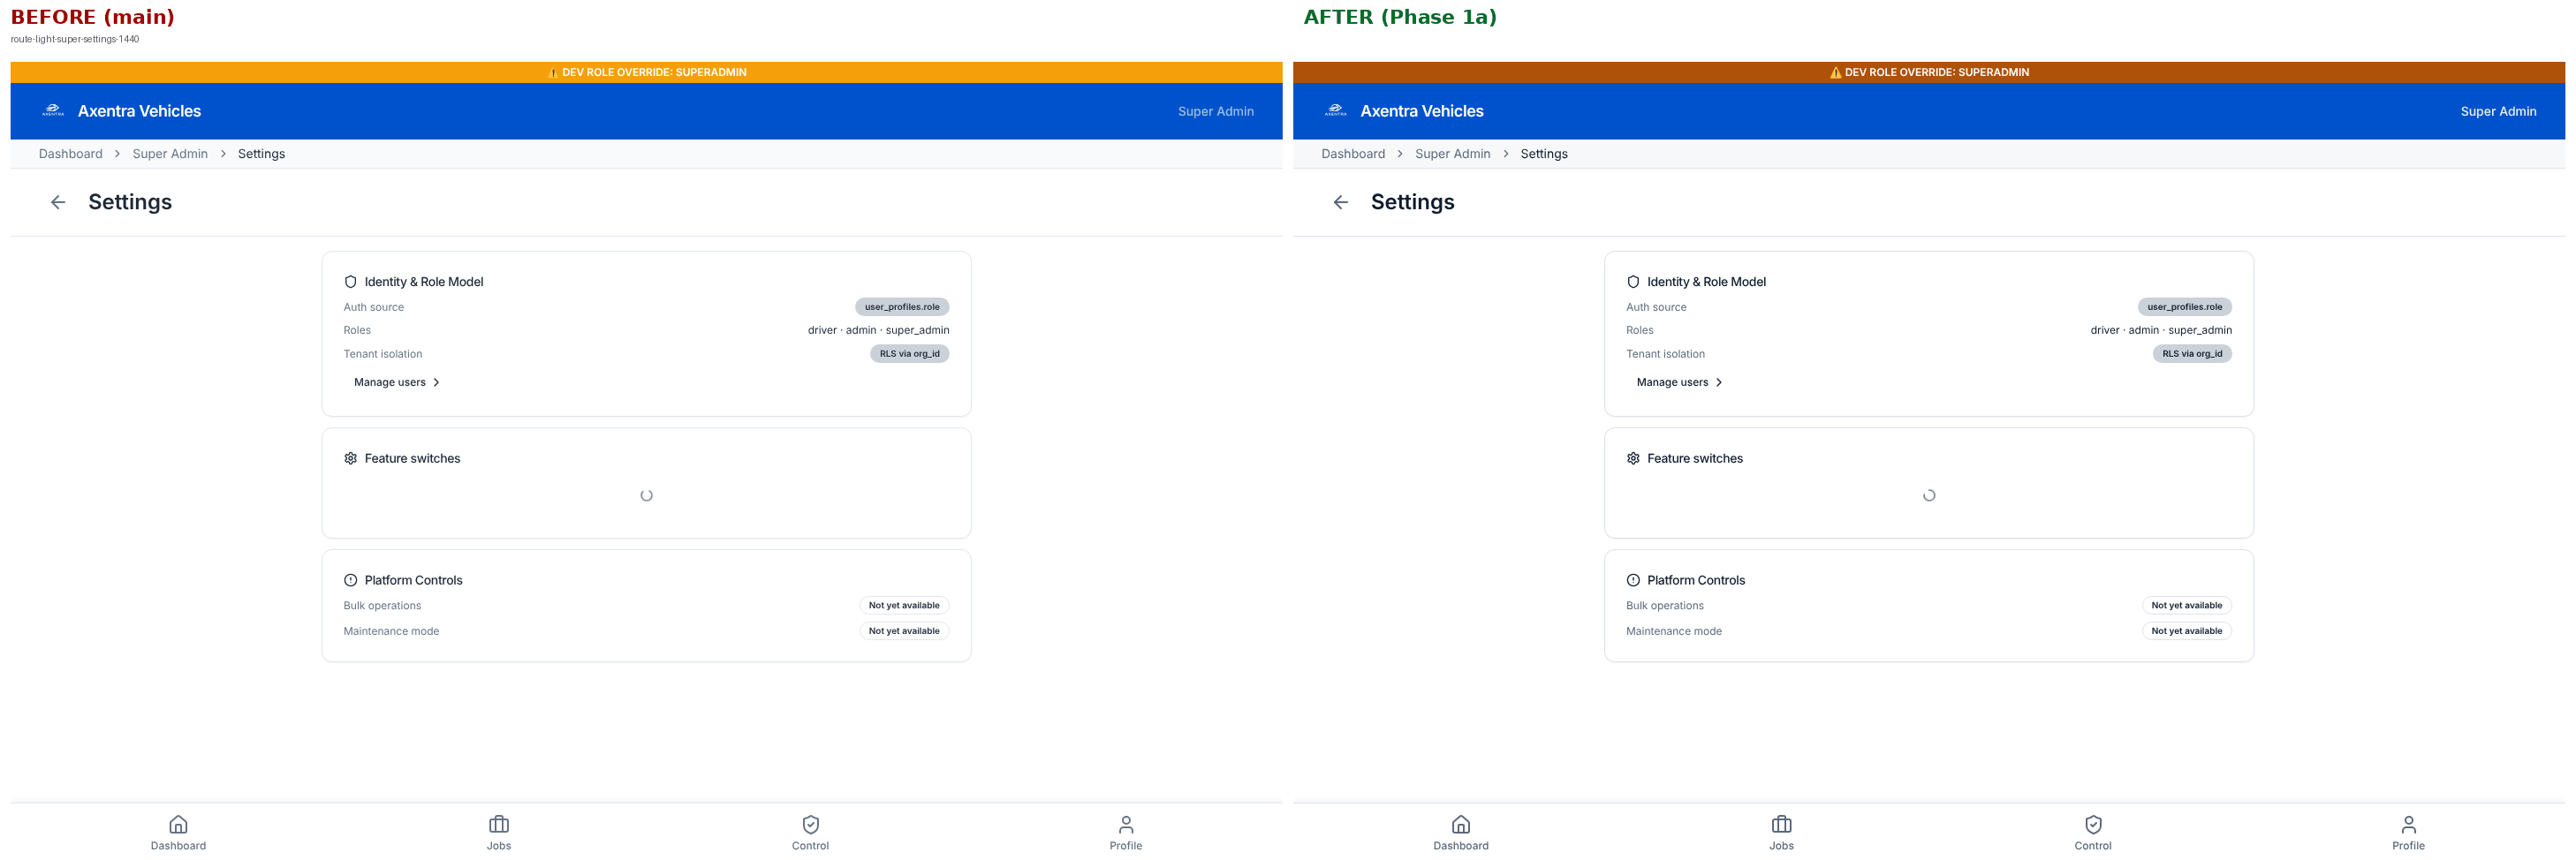 BEFORE (main)
route-light-super-settings-1440
⚠️ DEV ROLE OVERRIDE: SUPERADMIN
AXENTRA
Axentra Vehicles
Super Admin
Dashboard > Super Admin > Settings
Settings
Identity & Role Model
Auth source user_profiles.role
Roles driver · admin · super_admin
Tenant isolation RLS via org_id
Manage users >
Feature switches
Platform Controls
Bulk operations Not yet available
Maintenance mode Not yet available
Dashboard Jobs Control Profile
AFTER (Phase 1a)
⚠️ DEV ROLE OVERRIDE: SUPERADMIN
AXENTRA
Axentra Vehicles
Super Admin
Dashboard > Super Admin > Settings
Settings
Identity & Role Model
Auth source user_profiles.role
Roles driver · admin · super_admin
Tenant isolation RLS via org_id
Manage users >
Feature switches
Platform Controls
Bulk operations Not yet available
Maintenance mode Not yet available
Dashboard Jobs Control Profile